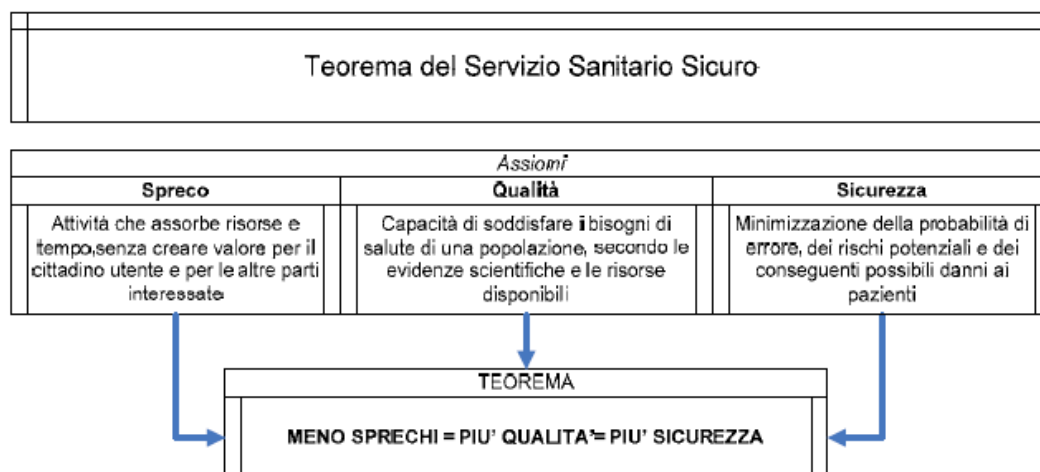 Teorema del Servizio Sanitario Sicuro
Assiomi
Spreco
Qualità
Sicurezza
Attività che assorbe risorse e
tempo,senza creare valore per il
cittadino utente e per le altre parti
interessate
Capacità di soddisfare i bisogni di
salute di una popolazione, secondo le
evidenze scientifiche e le risorse
disponibili
Minimizzazione della probabilità di
errore, dei rischi potenziali e dei
conseguenti possibili danni ai
pazienti
TEOREMA
MENO SPRECHI = PIU' QUALITA'= PIU' SICUREZZA